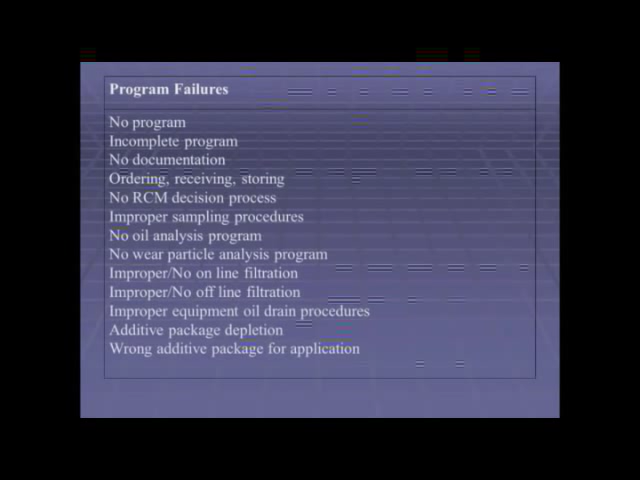 Program Failures
No program
Incomplete program
No documentation
Ordering, receiving, storing
No RCM decision process
Improper sampling procedures
No oil analysis program
No wear particle analysis program
Improper/No on line filtration
Improper/No off line filtration
Improper equipment oil drain procedures
Additive package depletion
Wrong additive package for application